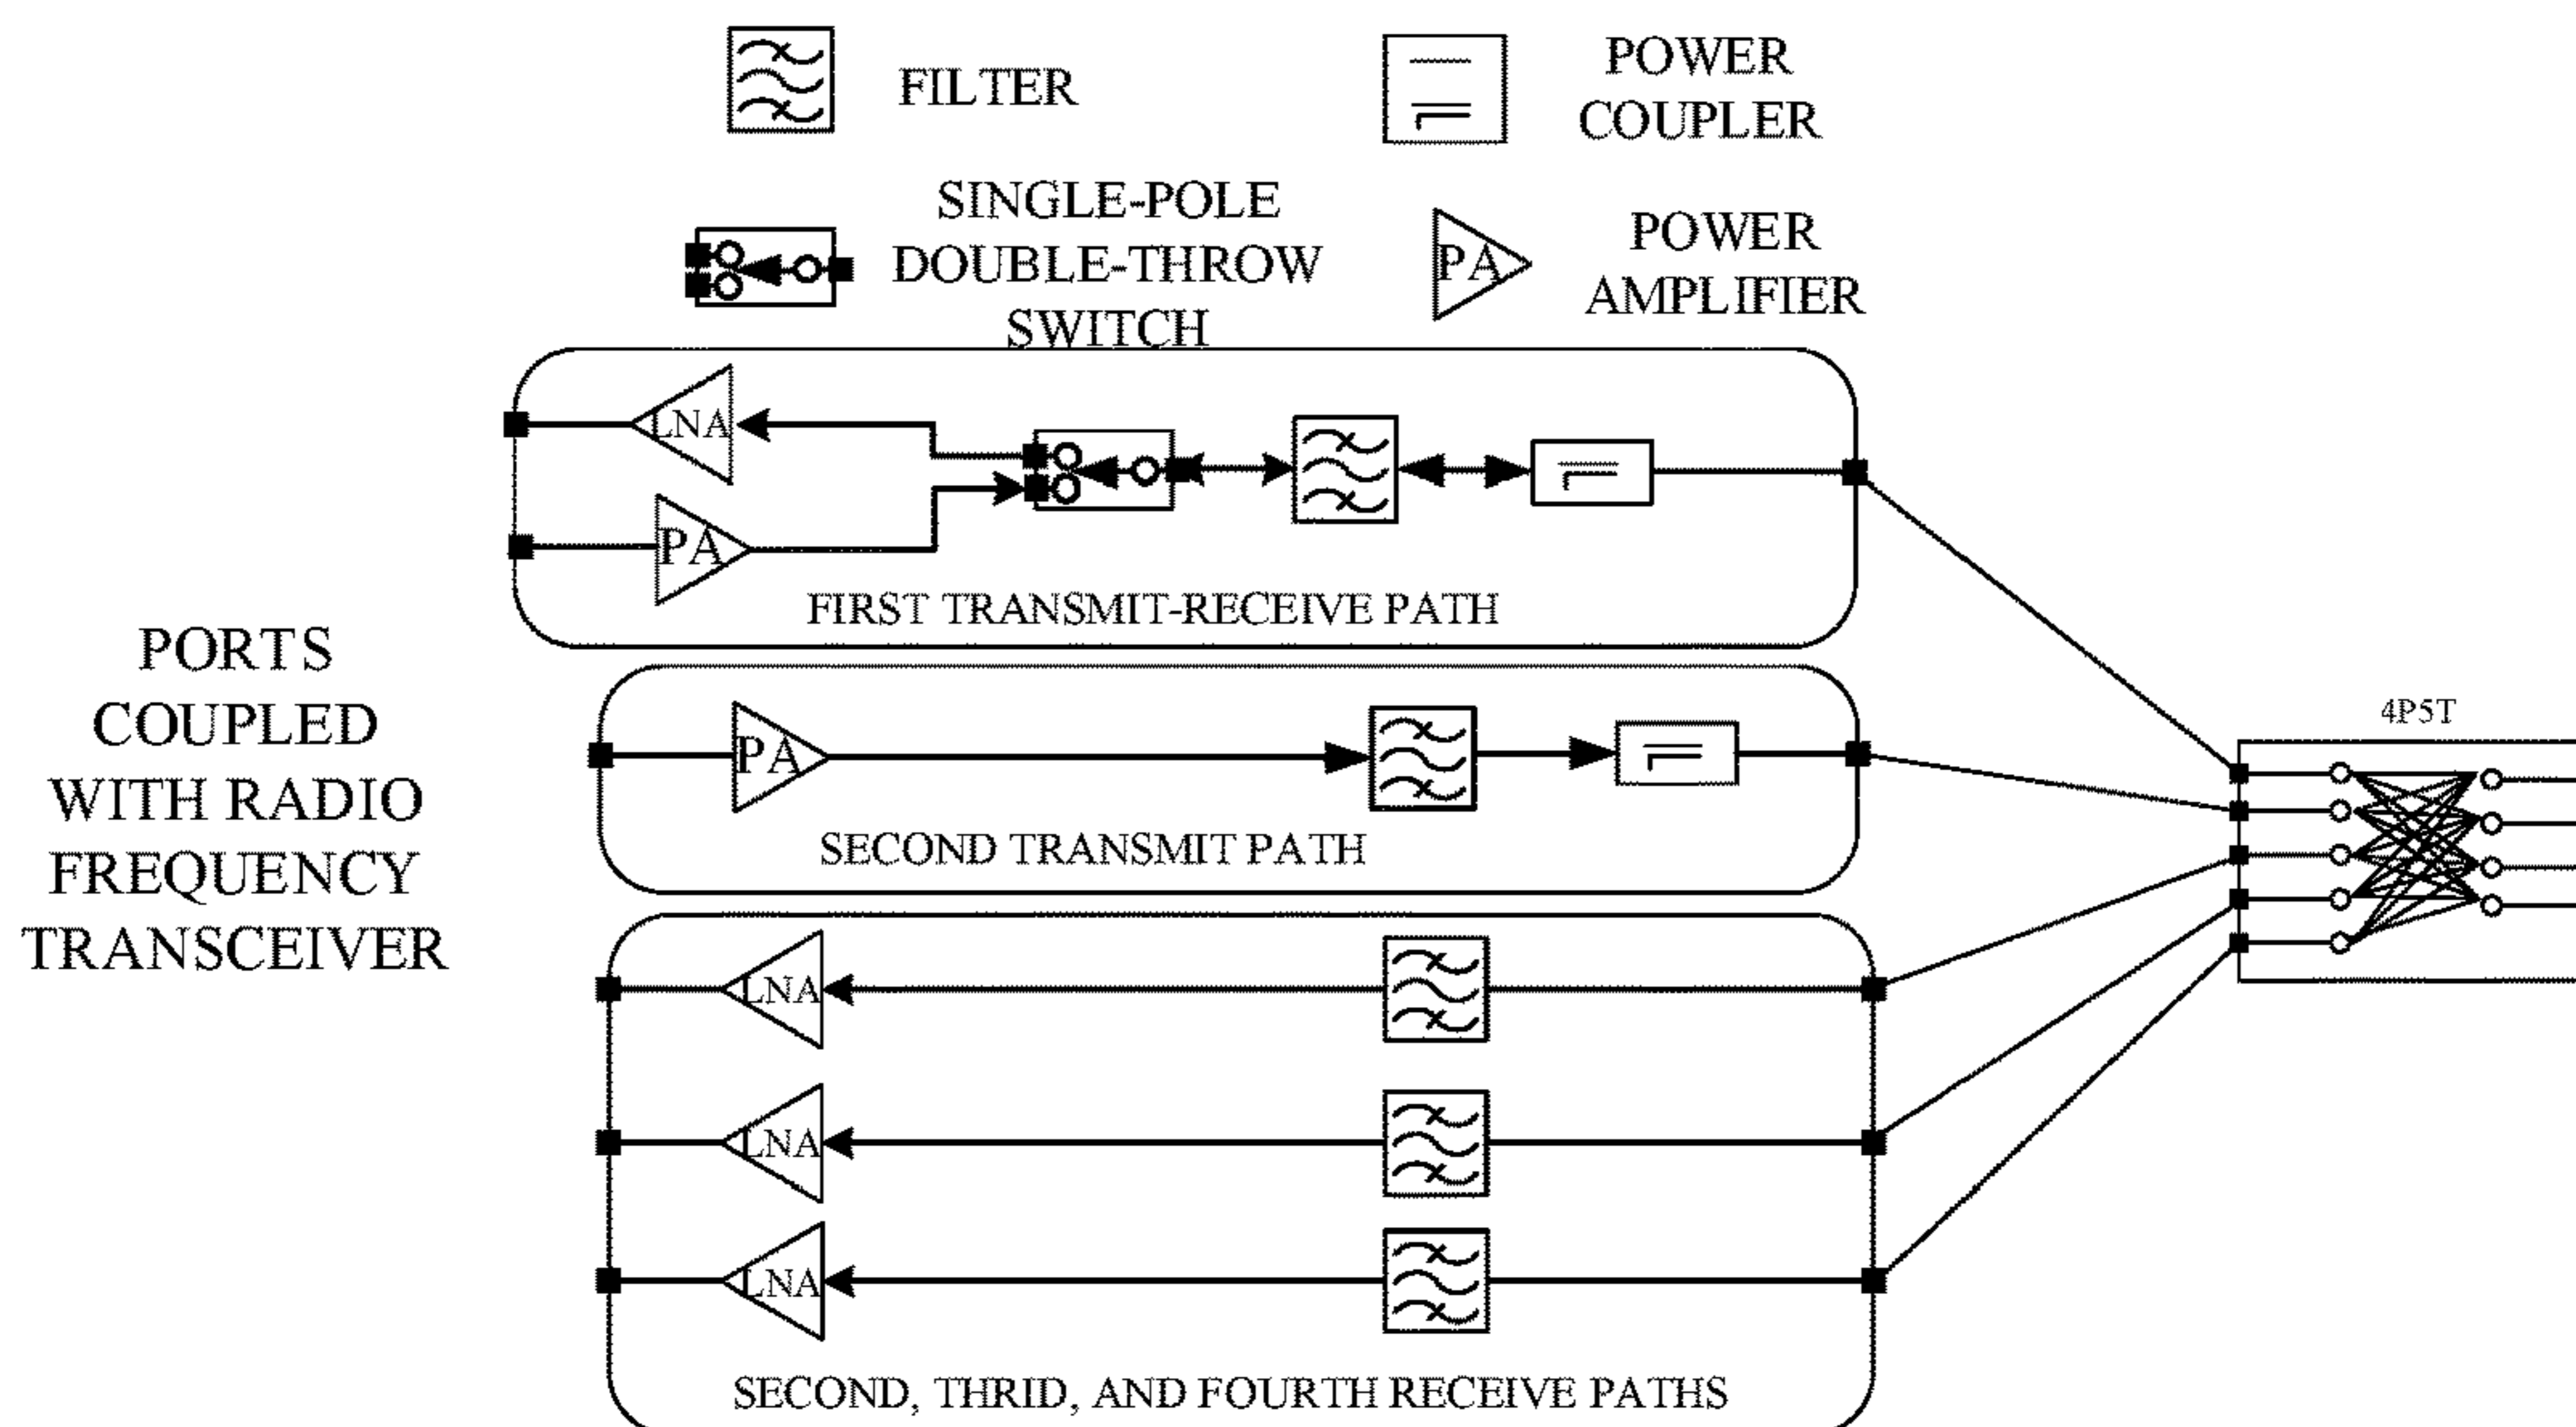 FILTER
POWER
COUPLER
SINGLE-POLE
DOUBLE-THROW
SWITCH
PA
POWER
AMPLIFIER
LNA
PA
FIRST TRANSMIT-RECEIVE PATH
PORTS
COUPLED
WITH RADIO
FREQUENCY
TRANSCEIVER
PA
SECOND TRANSMIT PATH
4P5T
LNA
LNA
LNA
SECOND, THRID, AND FOURTH RECEIVE PATHS